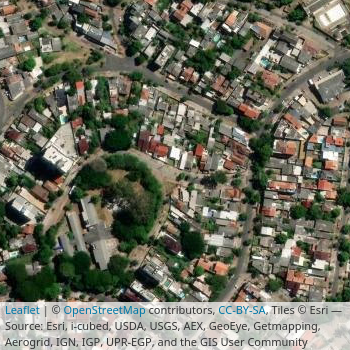 Leaflet | © OpenStreetMap contributors, CC-BY-SA, Tiles © Esri —
Source: Esri, i-cubed, USDA, USGS, AEX, GeoEye, Getmapping,
Aerogrid, IGN, IGP, UPR-EGP, and the GIS User Community